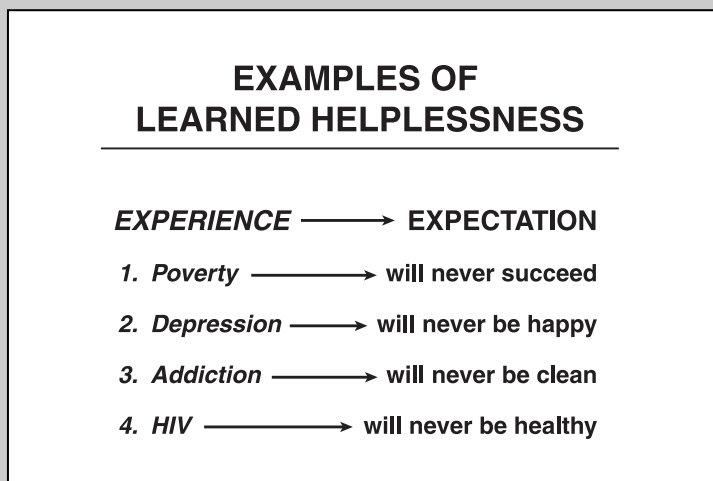 EXAMPLES OF
LEARNED HELPLESSNESS
EXPERIENCE → EXPECTATION
1. Poverty → will never succeed
2. Depression → will never be happy
3. Addiction → will never be clean
4. HIV → will never be healthy